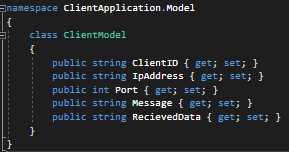 namespace ClientApplication.Model
{
class ClientModel
{
public string ClientID { get; set; }
public string IpAddress { get; set; }
public int Port { get; set; }
public string Message { get; set; }
public string RecievedData { get; set; }
}
}